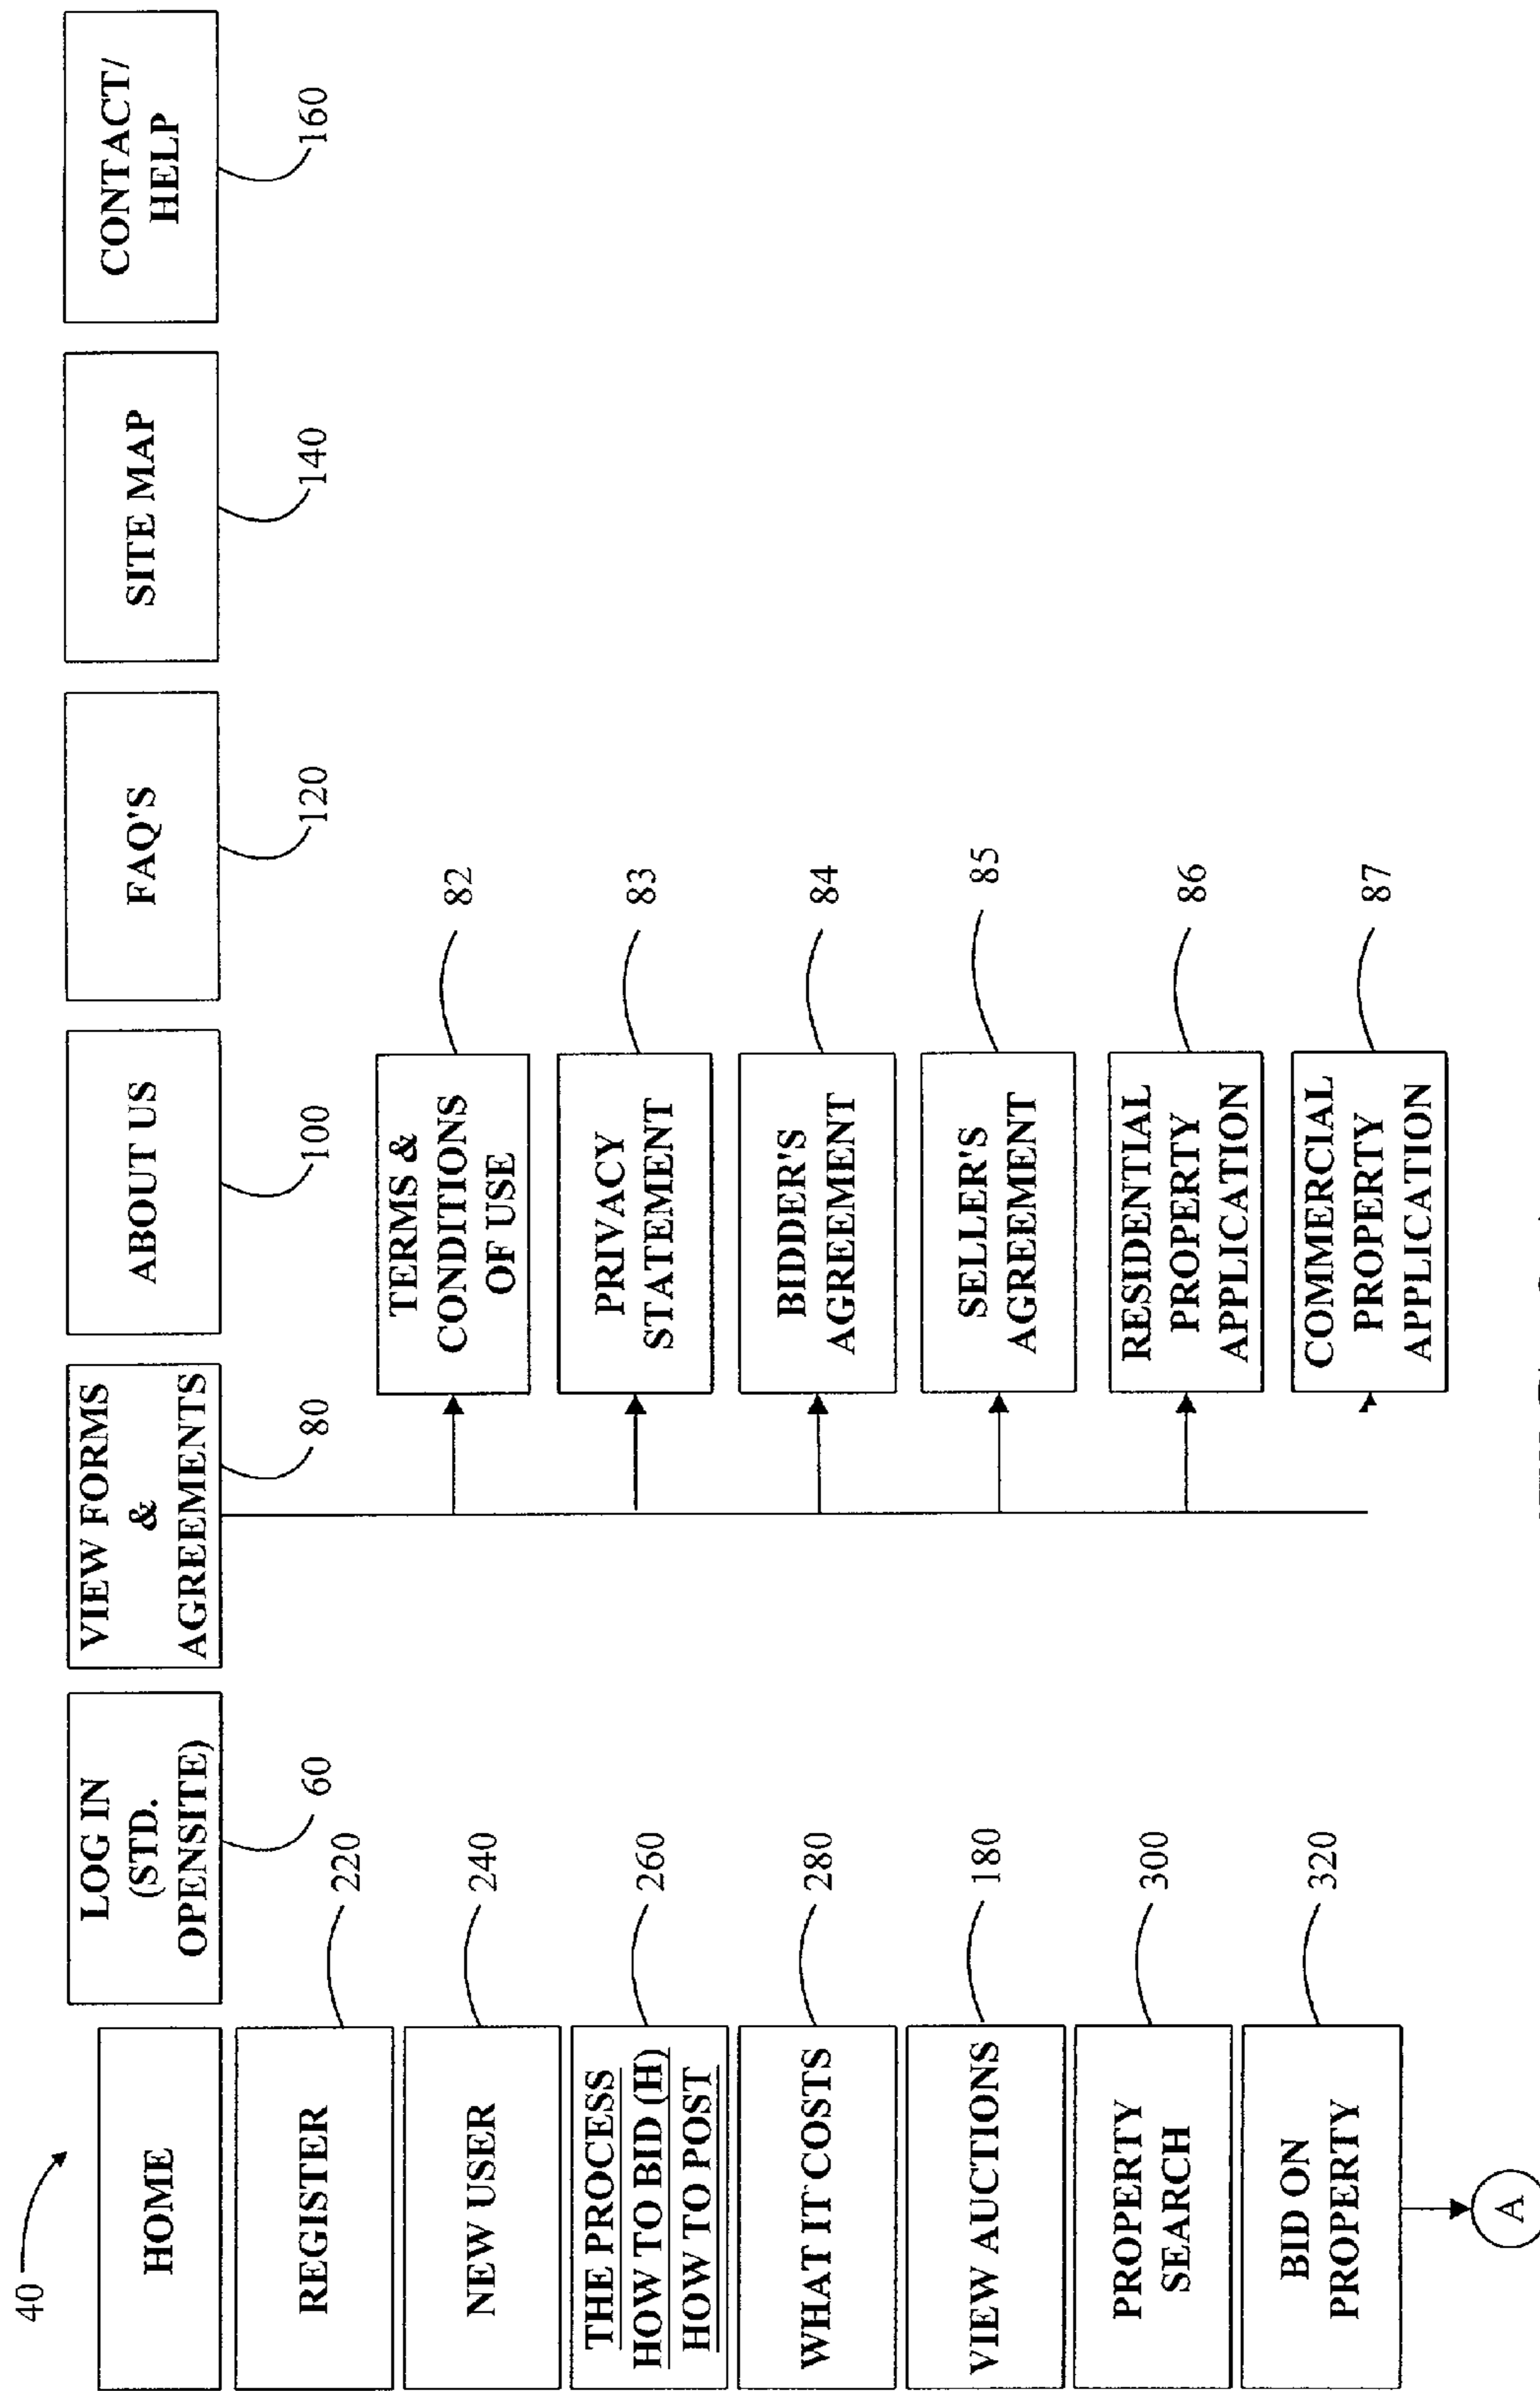 40
HOME
LOG IN
(STD.
OPENSITE)
60
VIEW FORMS
&
AGREEMENTS
80
ABOUT US
100
FAQ'S
120
SITE MAP
140
CONTACT/
HELP
160
REGISTER
220
NEW USER
240
THE PROCESS
HOW TO BID (H)
HOW TO POST
260
WHAT IT COSTS
280
VIEW AUCTIONS
180
PROPERTY
SEARCH
300
BID ON
PROPERTY
320
A
TERMS &
CONDITIONS
OF USE
82
PRIVACY
STATEMENT
83
BIDDER'S
AGREEMENT
84
SELLER'S
AGREEMENT
85
RESIDENTIAL
PROPERTY
APPLICATION
86
COMMERCIAL
PROPERTY
APPLICATION
87